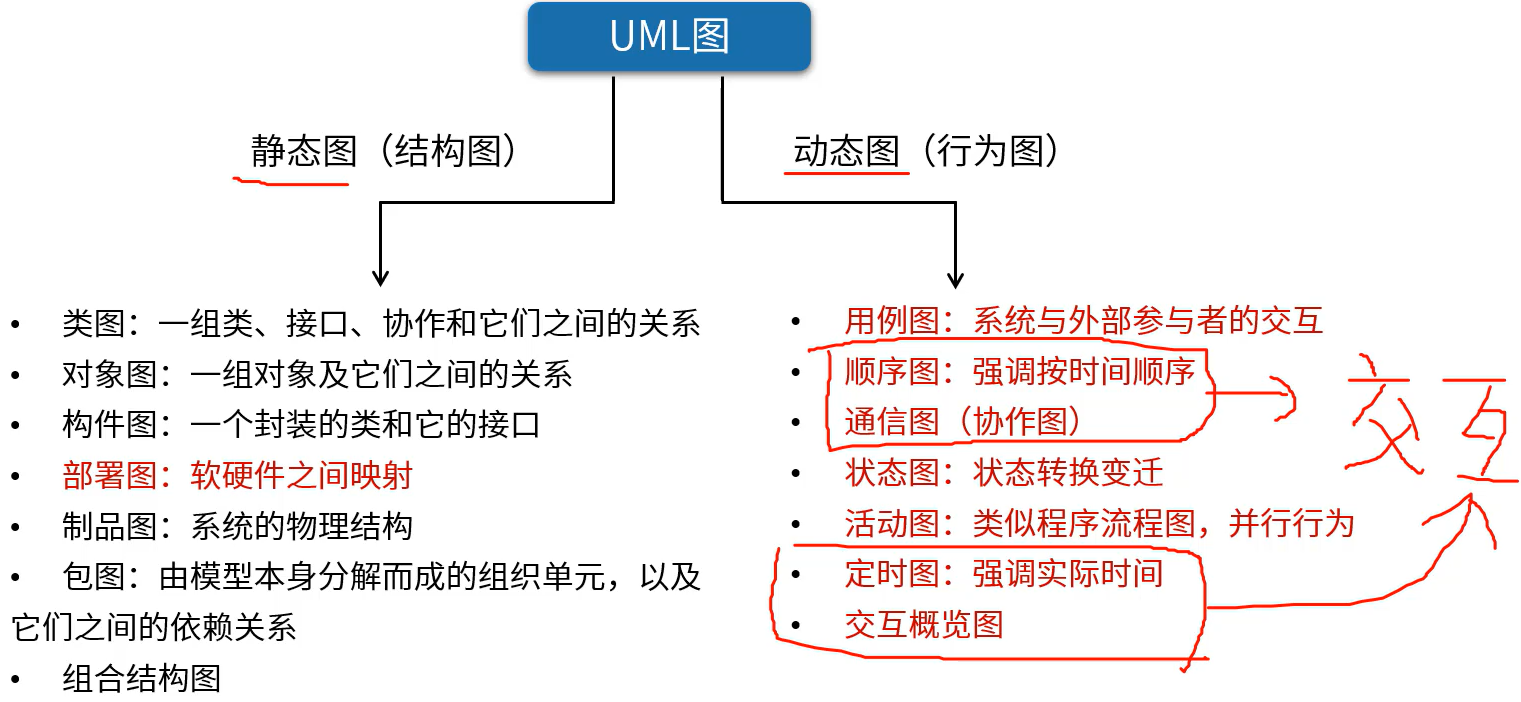 UML图
静态图（结构图）
动态图（行为图）
• 类图：一组类、接口、协作和它们之间的关系
• 对象图：一组对象及它们之间的关系
• 构件图：一个封装的类和它的接口
• 部署图：软硬件之间映射
• 制品图：系统的物理结构
• 包图：由模型本身分解而成的组织单元，以及
它们之间的依赖关系
• 组合结构图
• 用例图：系统与外部参与者的交互
• 顺序图：强调按时间顺序
• 通信图（协作图）
• 状态图：状态转换变迁
• 活动图：类似程序流程图，并行行为
• 定时图：强调实际时间
• 交互概览图
交互